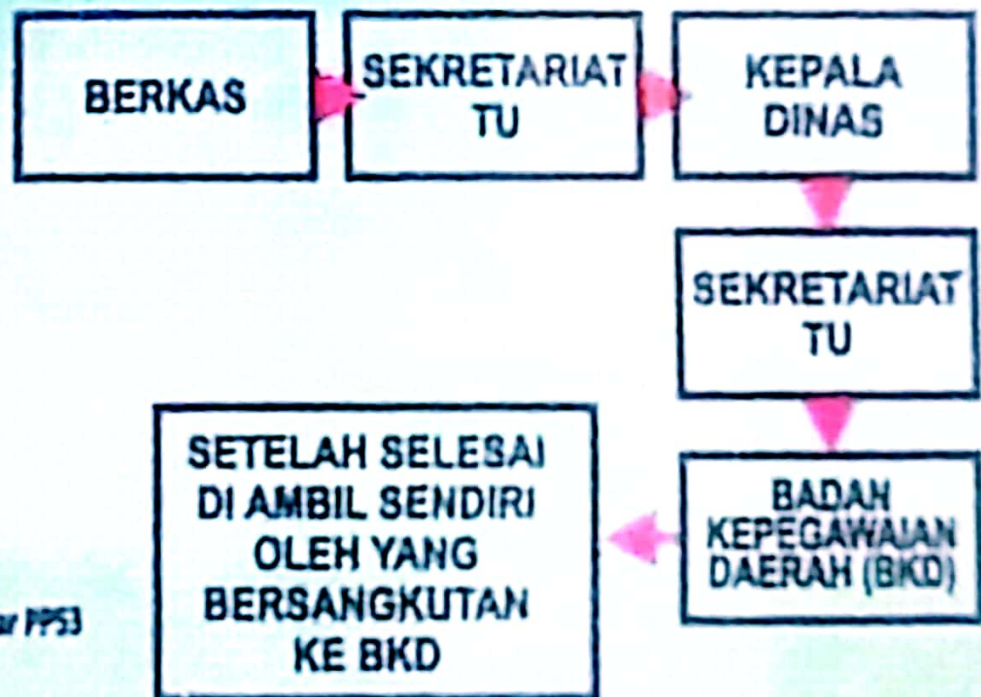 BERKAS
SEKRETARIAT
TU
KEPALA
DINAS
SEKRETARIAT
TU
BADAN
KEPEGAWAIAN
DAERAH (BKD)
SETELAH SELESAI
DI AMBIL SENDIRI
OLEH YANG
BERSANGKUTAN
KE BKD
PP53